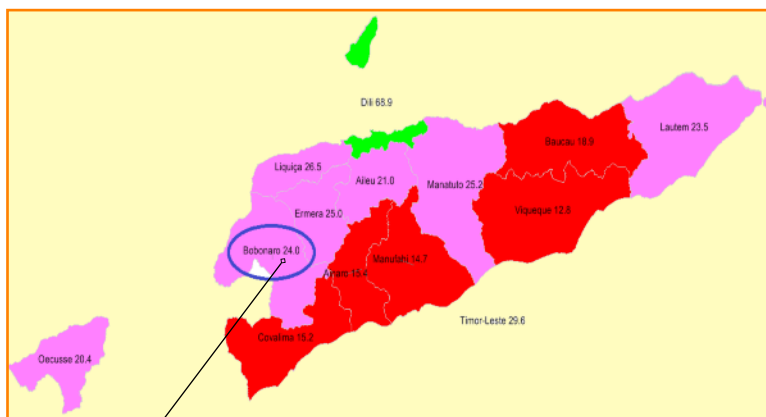 Dili 68.9
Baucau 18.9
Lautem 23.5
Liquiça 26.5
Aileu 21.0
Manatuto 25.2
Ermera 25.0
Viqueque 12.6
Bobonaro 24.0
Ainaro 15.4
Manufahi 14.7
Timor-Leste 29.6
Covalima 15.2
Oecusse 20.4